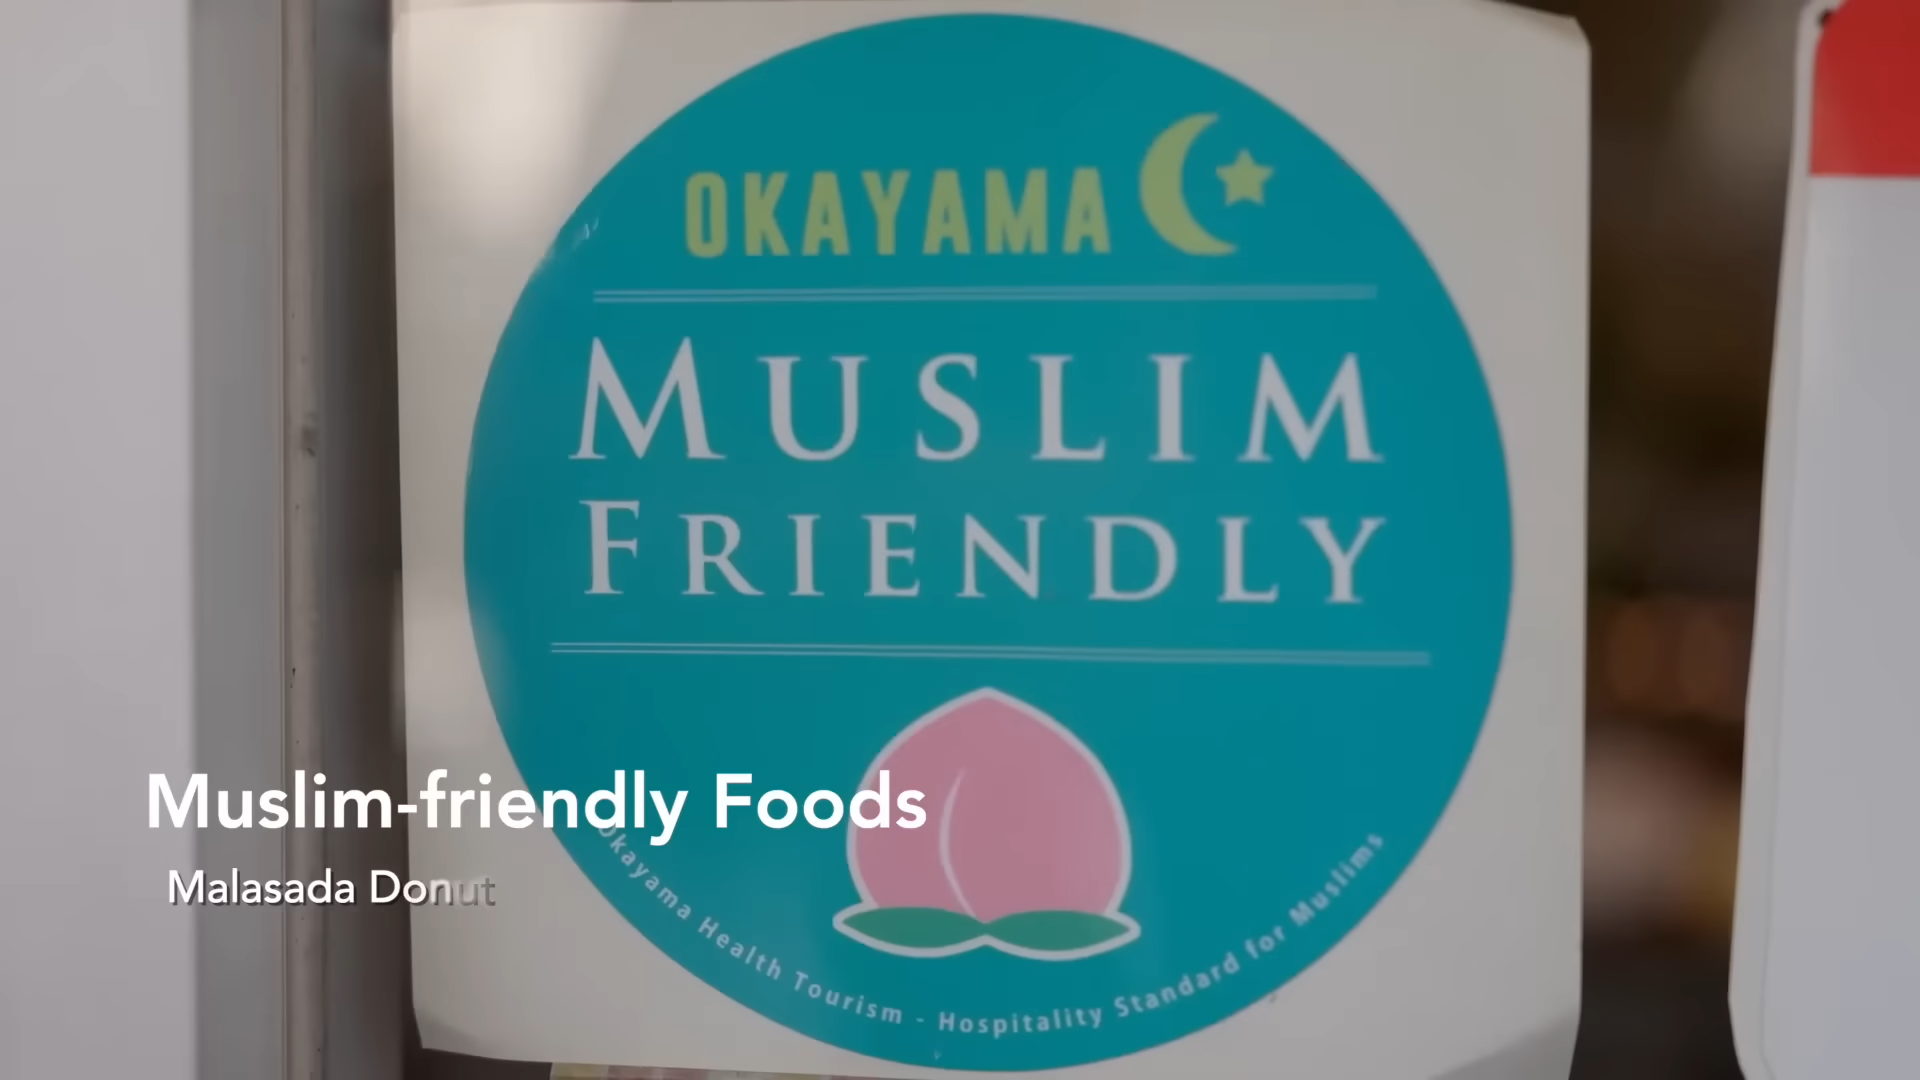 OKAYAMA
MUSLIM
FRIENDLY
Muslim-friendly Foods
Malasada Donut
Okayama Health Tourism - Hospitality Standard for Muslims